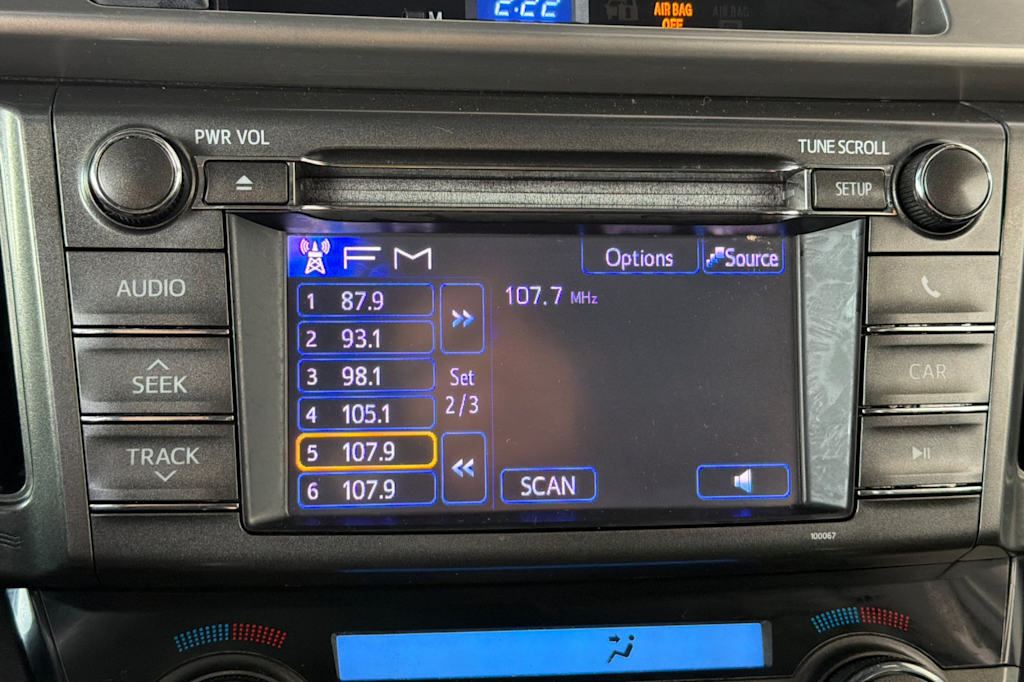 2:22
AIR BAG
OFF
AIR BAG
PWR VOL
TUNE SCROLL
SETUP
FM
Options
Source
AUDIO
1 87.9
107.7 MHz
2 93.1
SEEK
3 98.1
Set
CAR
2/3
4 105.1
TRACK
5 107.9
6 107.9
SCAN
100067